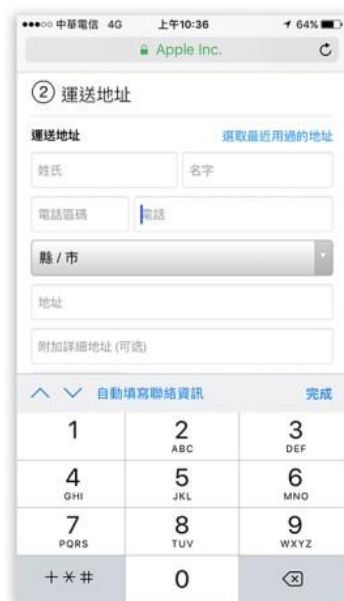 中華電信 4G 上午10:36 64%
Apple Inc.
② 運送地址
運送地址 選取最近用過的地址
姓氏 名字
電話區碼 電話
縣 / 市
地址
附加詳細地址 (可选)
自動填寫聯絡資訊 完成
1 2 3
ABC DEF
4 5 6
GHI JKL MNO
7 8 9
PQRS TUV WXYZ
+*# 0